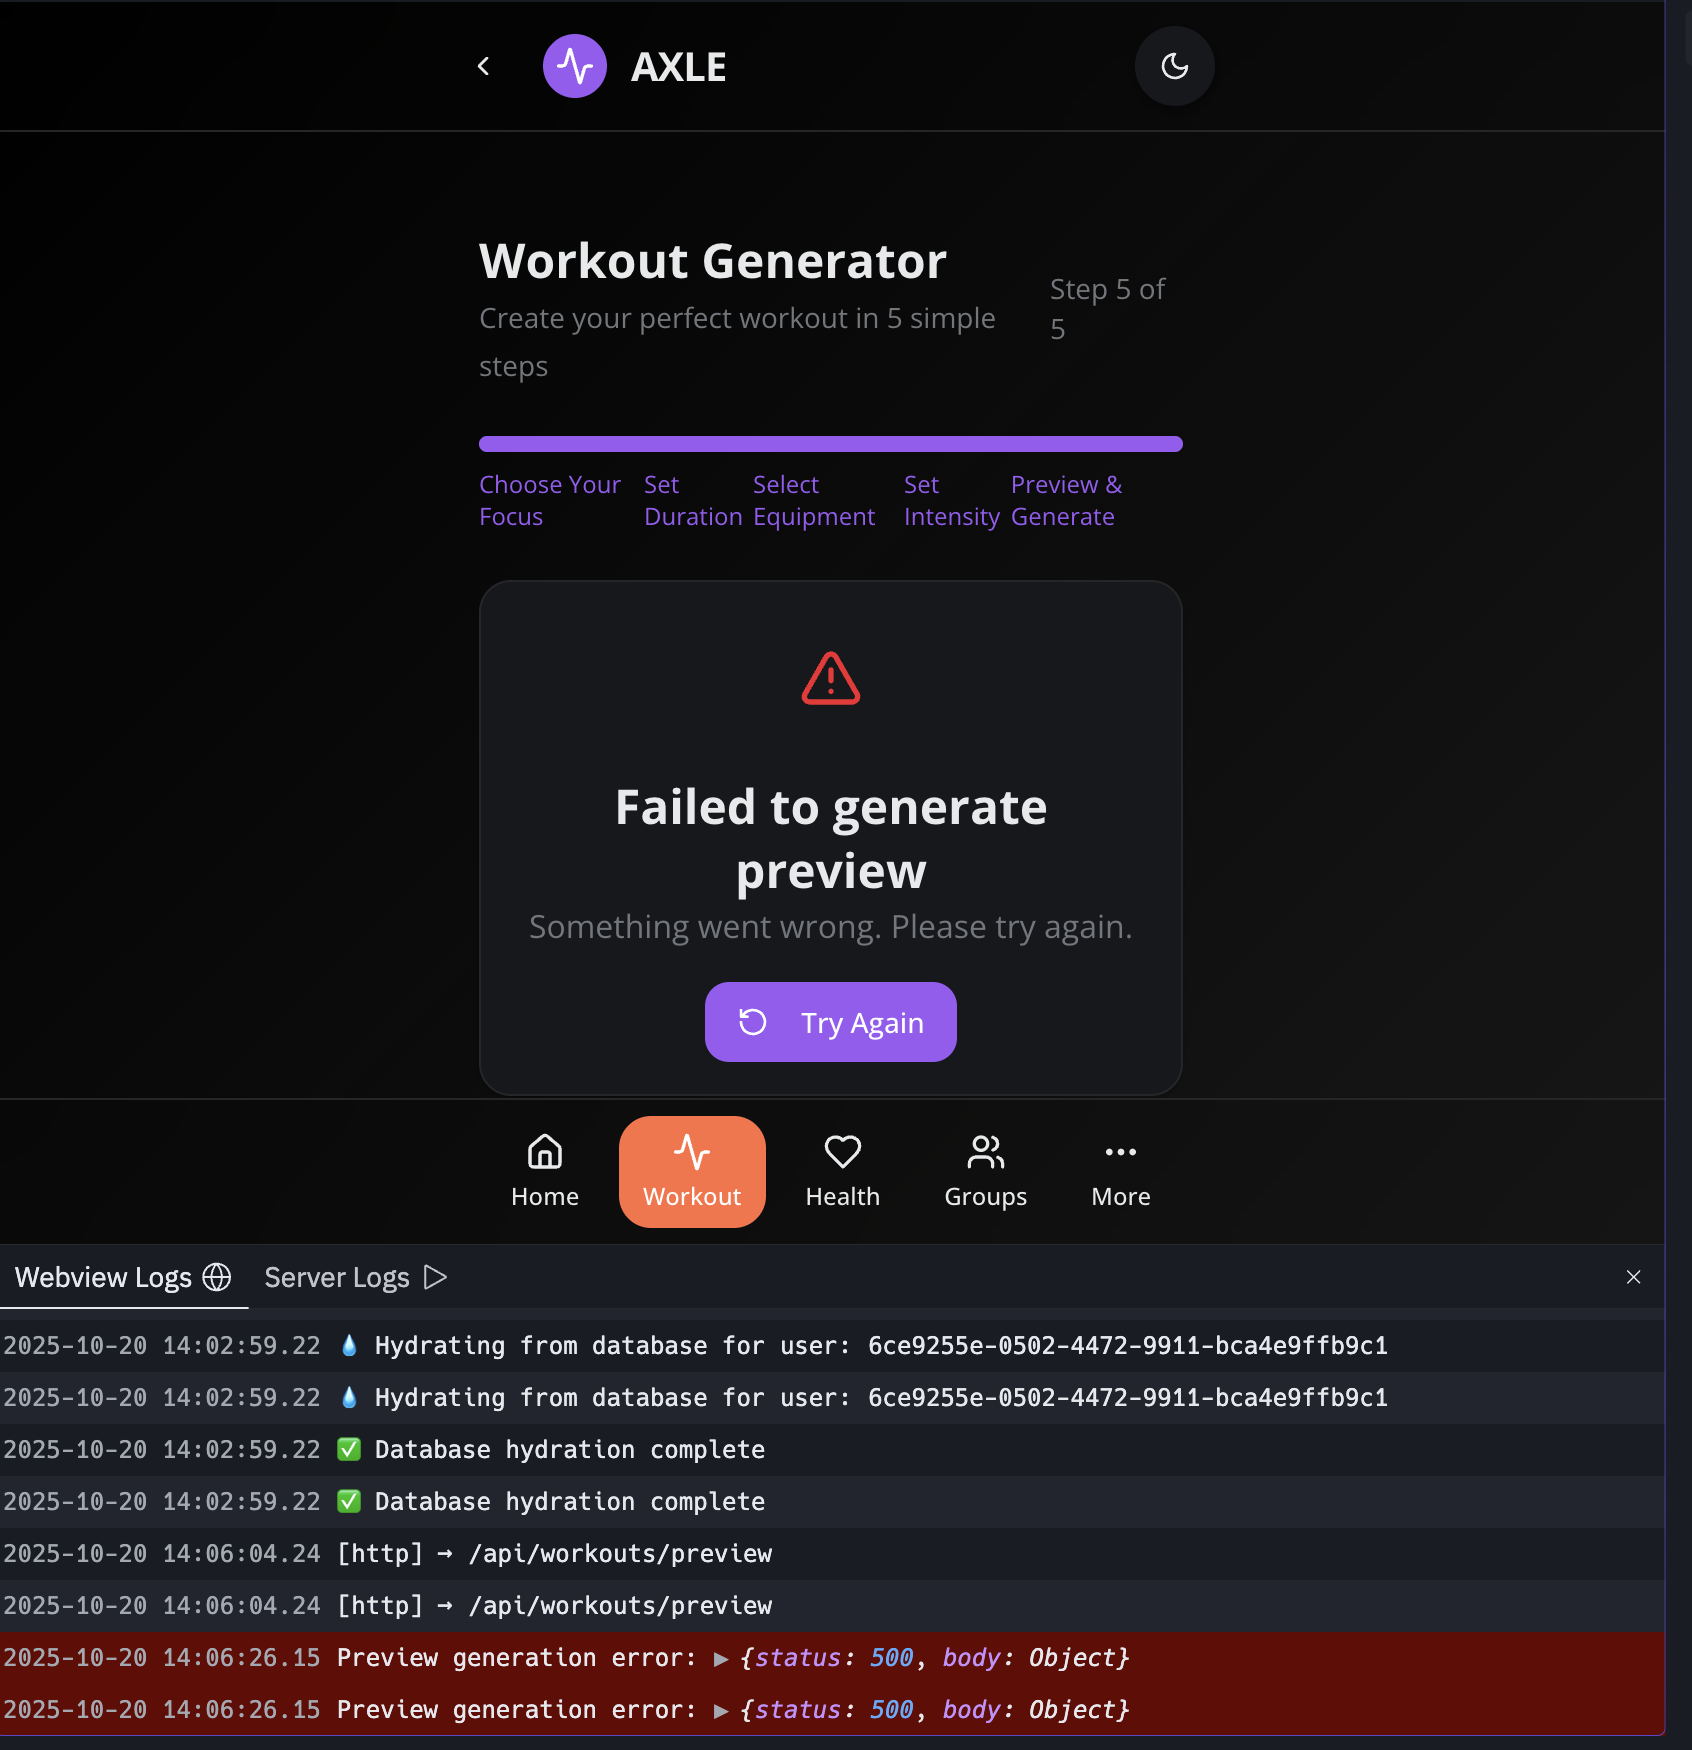 AXLE
Workout Generator
Create your perfect workout in 5 simple
steps
Step 5 of
5
Choose Your
Focus
Set
Duration
Select
Equipment
Set
Intensity
Preview &
Generate
Failed to generate
preview
Something went wrong. Please try again.
Try Again
Home
Workout
Health
Groups
More
Webview Logs
Server Logs
2025-10-20 14:02:59.22 💧 Hydrating from database for user: 6ce9255e-0502-4472-9911-bca4e9ffb9c1
2025-10-20 14:02:59.22 💧 Hydrating from database for user: 6ce9255e-0502-4472-9911-bca4e9ffb9c1
2025-10-20 14:02:59.22 ✅ Database hydration complete
2025-10-20 14:02:59.22 ✅ Database hydration complete
2025-10-20 14:06:04.24 [http] → /api/workouts/preview
2025-10-20 14:06:04.24 [http] → /api/workouts/preview
2025-10-20 14:06:26.15 Preview generation error: ▶ {status: 500, body: Object}
2025-10-20 14:06:26.15 Preview generation error: ▶ {status: 500, body: Object}